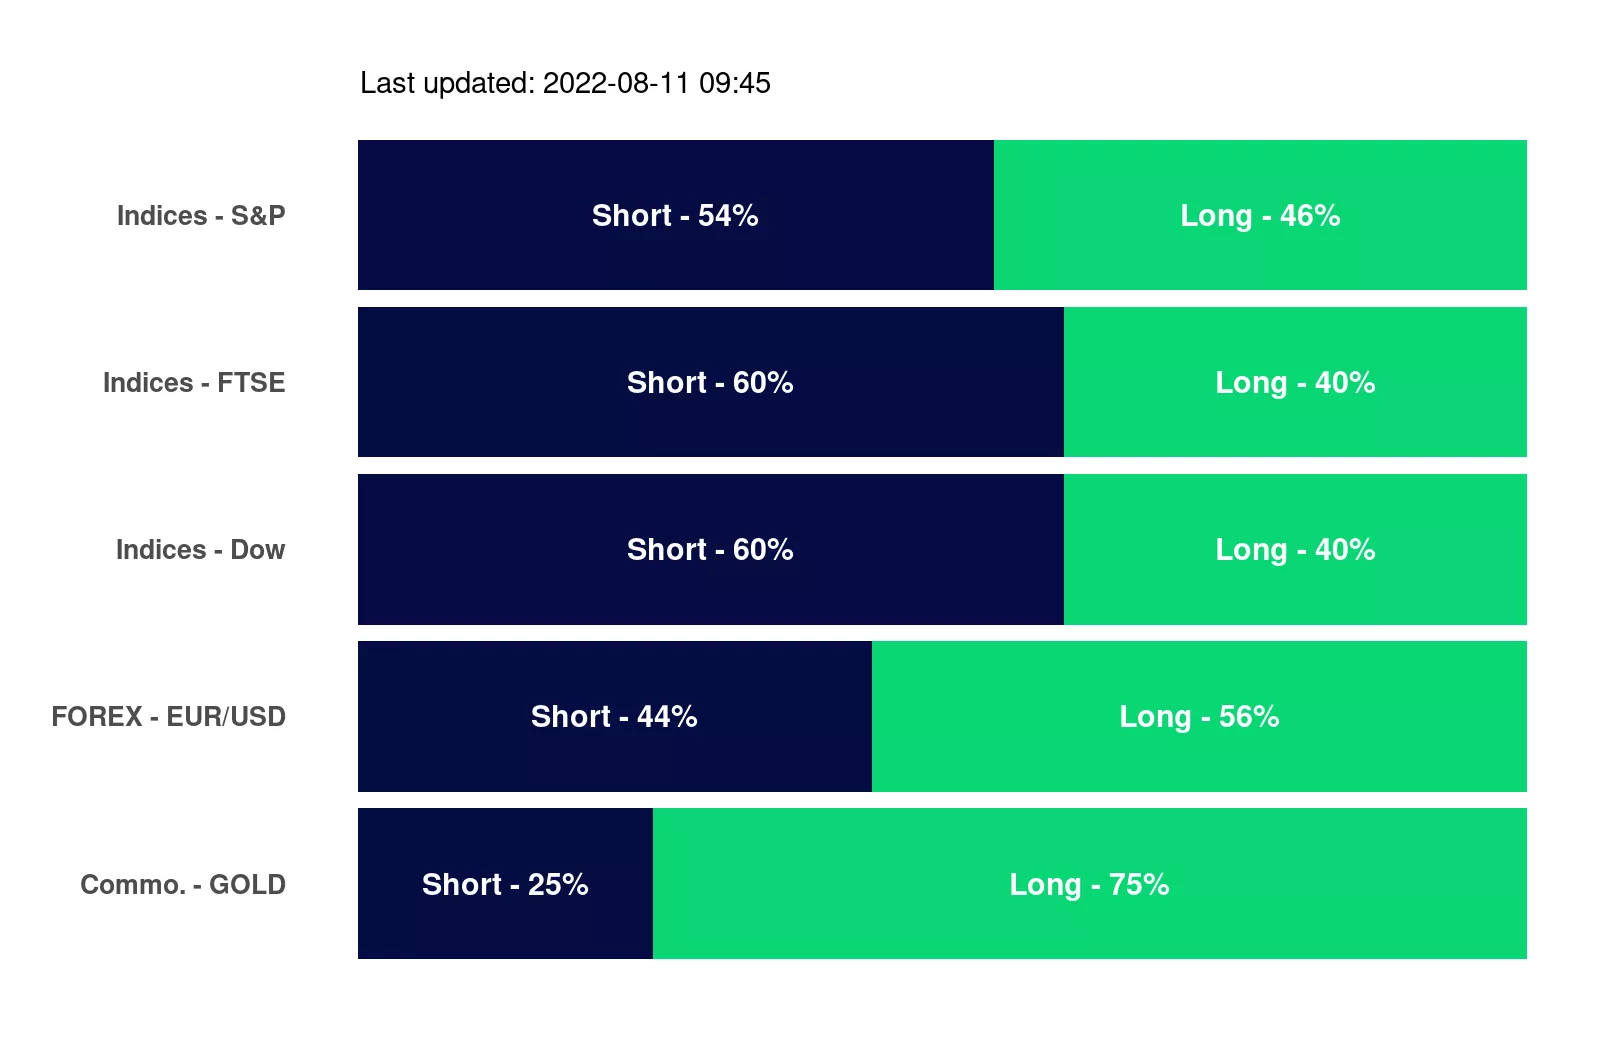 Last updated: 2022-08-11 09:45
Indices - S&P Short - 54% Long - 46%
Indices - FTSE Short - 60% Long - 40%
Indices - Dow Short - 60% Long - 40%
FOREX - EUR/USD Short - 44% Long - 56%
Commo. - GOLD Short - 25% Long - 75%